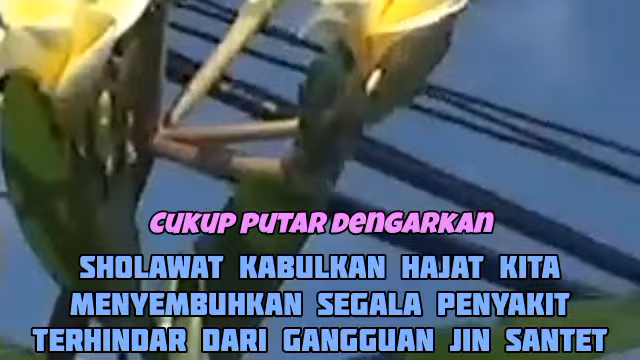 CUKUP PUTAR DENGARKAN
SHOLAWAT KABULKAN HAJAT KITA
MENYEMBUHKAN SEGALA PENYAKIT
TERHINDAR DARI GANGGUAN JIN SANTET